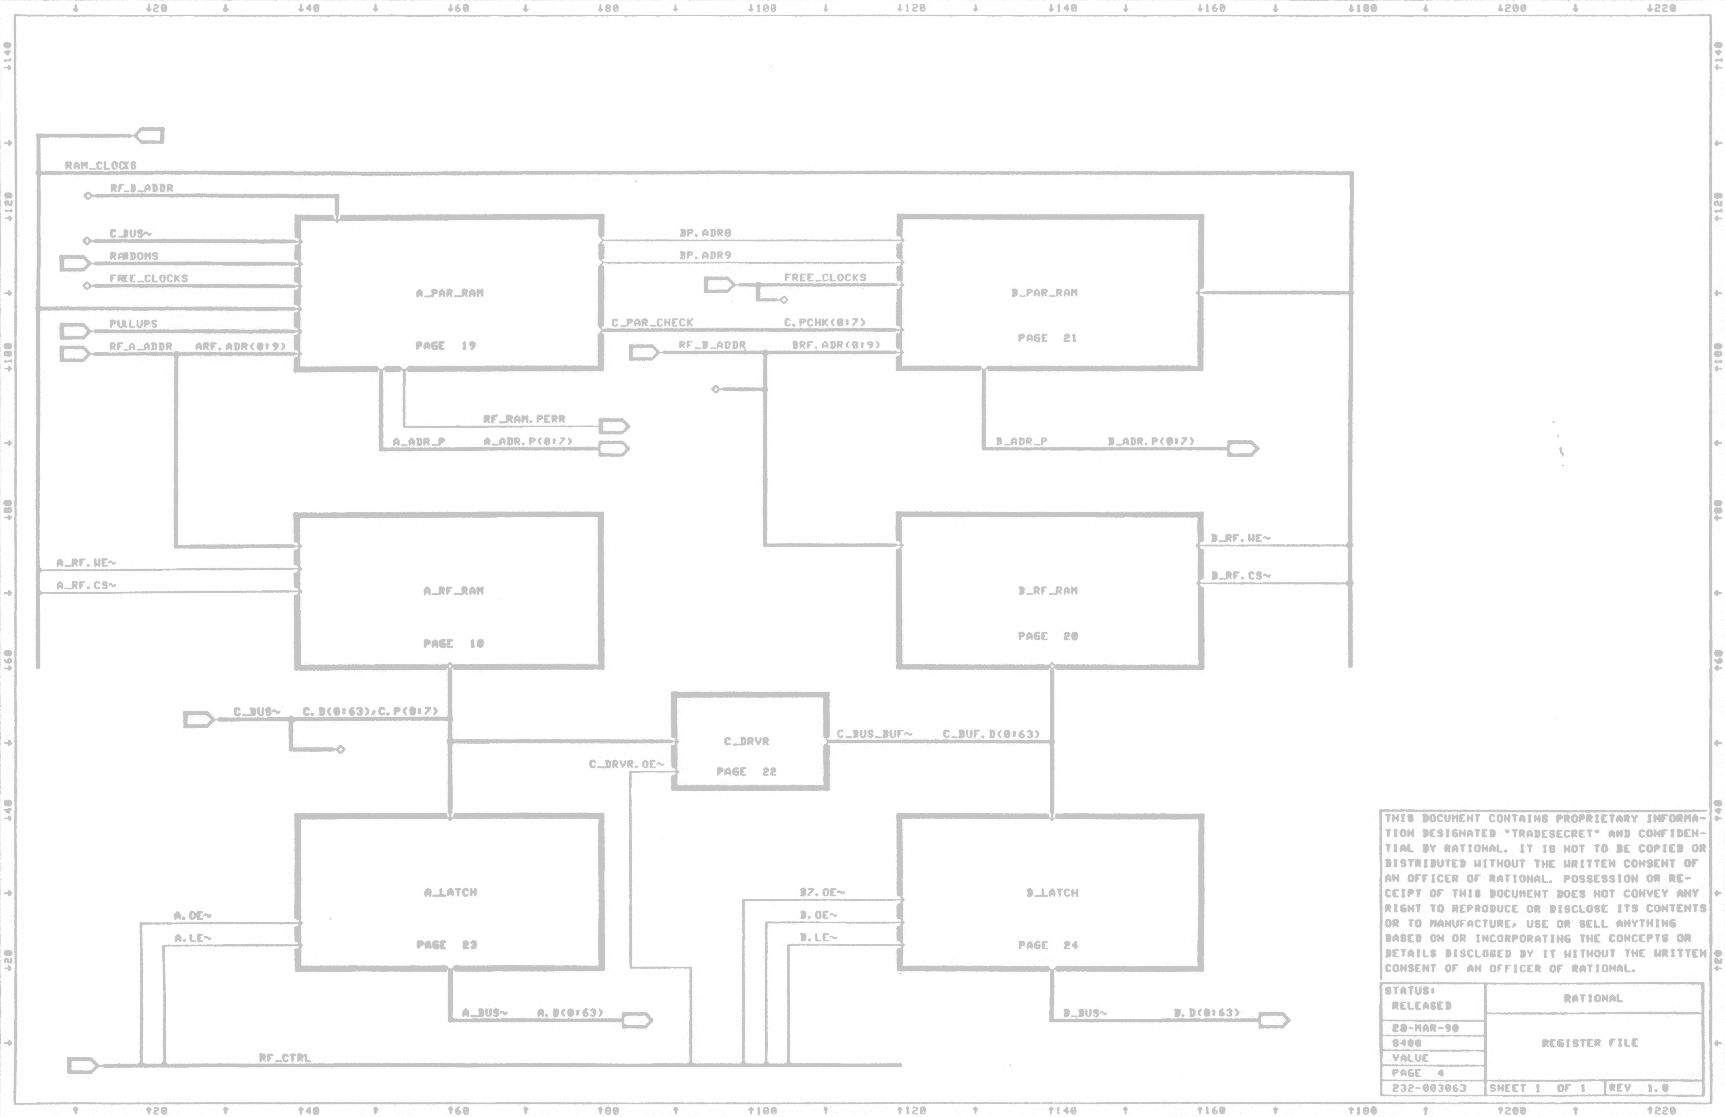 ↓20 ↓40 ↓60 ↓80 ↓100 ↓120 ↓140 ↓160 ↓180 ↓200 ↓220
RAM_CLOCKS
RF_B_ADDR
C_BUS~
RANDOMS
FREE_CLOCKS
PULLUPS
RF_A_ADDR ARF.ADR(0:9)
A_PAR_RAM
PAGE 19
BP.ADR8
BP.ADR9
FREE_CLOCKS
C_PAR_CHECK C.PCHK(0:7)
RF_B_ADDR BRF.ADR(0:9)
B_PAR_RAM
PAGE 21
RF_RAM.PERR
A_ADR_P A_ADR.P(0:7)
B_ADR_P B_ADR.P(0:7)
A_RF.WE~
A_RF.CS~
A_RF_RAM
PAGE 18
B_RF_RAM
PAGE 20
B_RF.WE~
B_RF.CS~
C_BUS~ C.D(0:63),C.P(0:7)
C_DRVR
PAGE 22
C_DRVR.OE~
C_BUS_BUF~ C_BUF.D(0:63)
A_LATCH
PAGE 23
A.OE~
A.LE~
B7.OE~
B.OE~
B.LE~
B_LATCH
PAGE 24
A_BUS~ A.D(0:63)
B_BUS~ B.D(0:63)
RF_CTRL
THIS DOCUMENT CONTAINS PROPRIETARY INFORMA-
TION DESIGNATED "TRADESECRET" AND CONFIDEN-
TIAL BY RATIONAL. IT IS NOT TO BE COPIED OR
DISTRIBUTED WITHOUT THE WRITTEN CONSENT OF
AN OFFICER OF RATIONAL. POSSESSION OR RE-
CEIPT OF THIS DOCUMENT DOES NOT CONVEY ANY
RIGHT TO REPRODUCE OR DISCLOSE ITS CONTENTS
OR TO MANUFACTURE, USE OR SELL ANYTHING
BASED ON OR INCORPORATING THE CONCEPTS OR
DETAILS DISCLOSED BY IT WITHOUT THE WRITTEN
CONSENT OF AN OFFICER OF RATIONAL.
STATUS:
RELEASED
RATIONAL
28-MAR-90
S400
VALUE
PAGE 4
REGISTER FILE
232-003063 SHEET 1 OF 1 REV 1.0
↑20 ↑40 ↑60 ↑80 ↑100 ↑120 ↑140 ↑160 ↑180 ↑200 ↑220